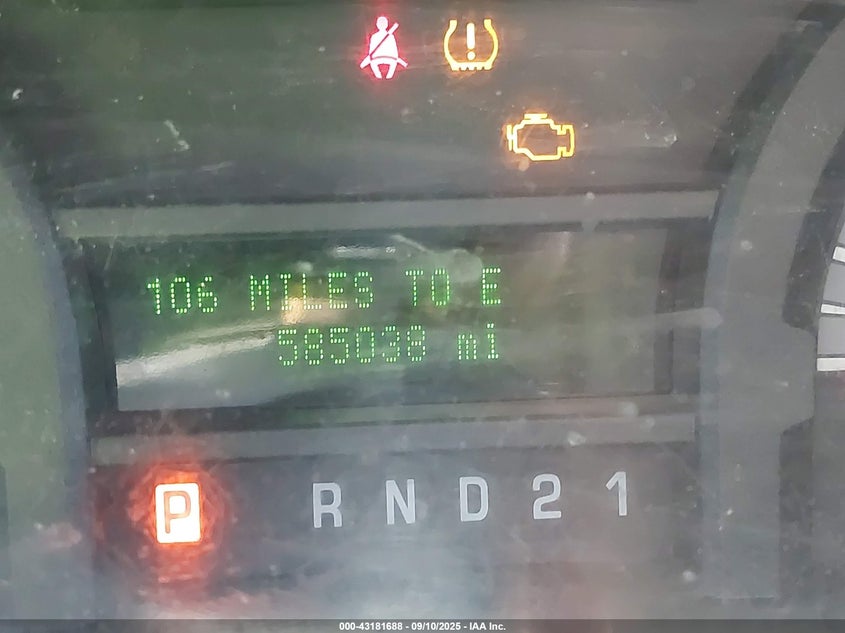 106 MILES TO E
585038 mi
P R N D 2 1
000-43181688 - 09/10/2025 - IAA Inc.